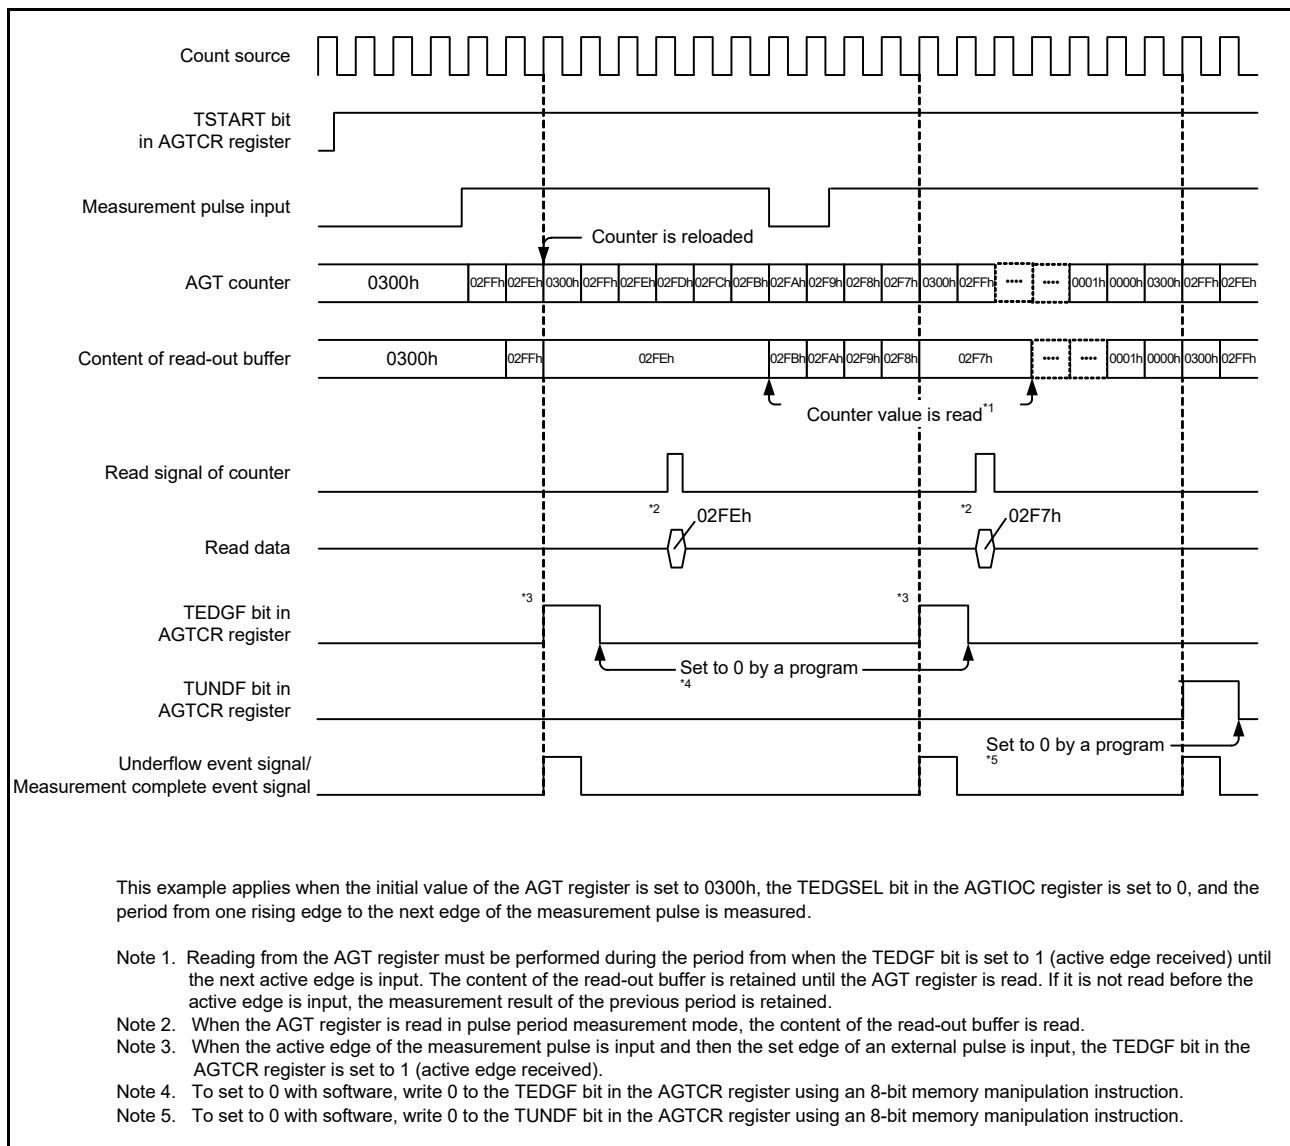 Count source
TSTART bit
in AGTCR register
Measurement pulse input
Counter is reloaded
AGT counter
0300h 02FFh 02FEh 0300h 02FFh 02FEh 02FDh 02FCh 02FBh 02FAh 02F9h 02F8h 02F7h 0300h 02FFh •••• •••• 0001h 0000h 0300h 02FFh 02FEh
Content of read-out buffer
0300h 02FFh 02FEh 02FBh 02FAh 02F9h 02F8h 02F7h •••• •••• 0001h 0000h 0300h 02FFh
Counter value is read*1
Read signal of counter
*2 *2
02FEh 02F7h
Read data
*3 *3
TEDGF bit in
AGTCR register
Set to 0 by a program
*4
TUNDF bit in
AGTCR register
Set to 0 by a program
*5
Underflow event signal/
Measurement complete event signal
This example applies when the initial value of the AGT register is set to 0300h, the TEDGSEL bit in the AGTIOC register is set to 0, and the
period from one rising edge to the next edge of the measurement pulse is measured.
Note 1. Reading from the AGT register must be performed during the period from when the TEDGF bit is set to 1 (active edge received) until
the next active edge is input. The content of the read-out buffer is retained until the AGT register is read. If it is not read before the
active edge is input, the measurement result of the previous period is retained.
Note 2. When the AGT register is read in pulse period measurement mode, the content of the read-out buffer is read.
Note 3. When the active edge of the measurement pulse is input and then the set edge of an external pulse is input, the TEDGF bit in the
AGTCR register is set to 1 (active edge received).
Note 4. To set to 0 with software, write 0 to the TEDGF bit in the AGTCR register using an 8-bit memory manipulation instruction.
Note 5. To set to 0 with software, write 0 to the TUNDF bit in the AGTCR register using an 8-bit memory manipulation instruction.